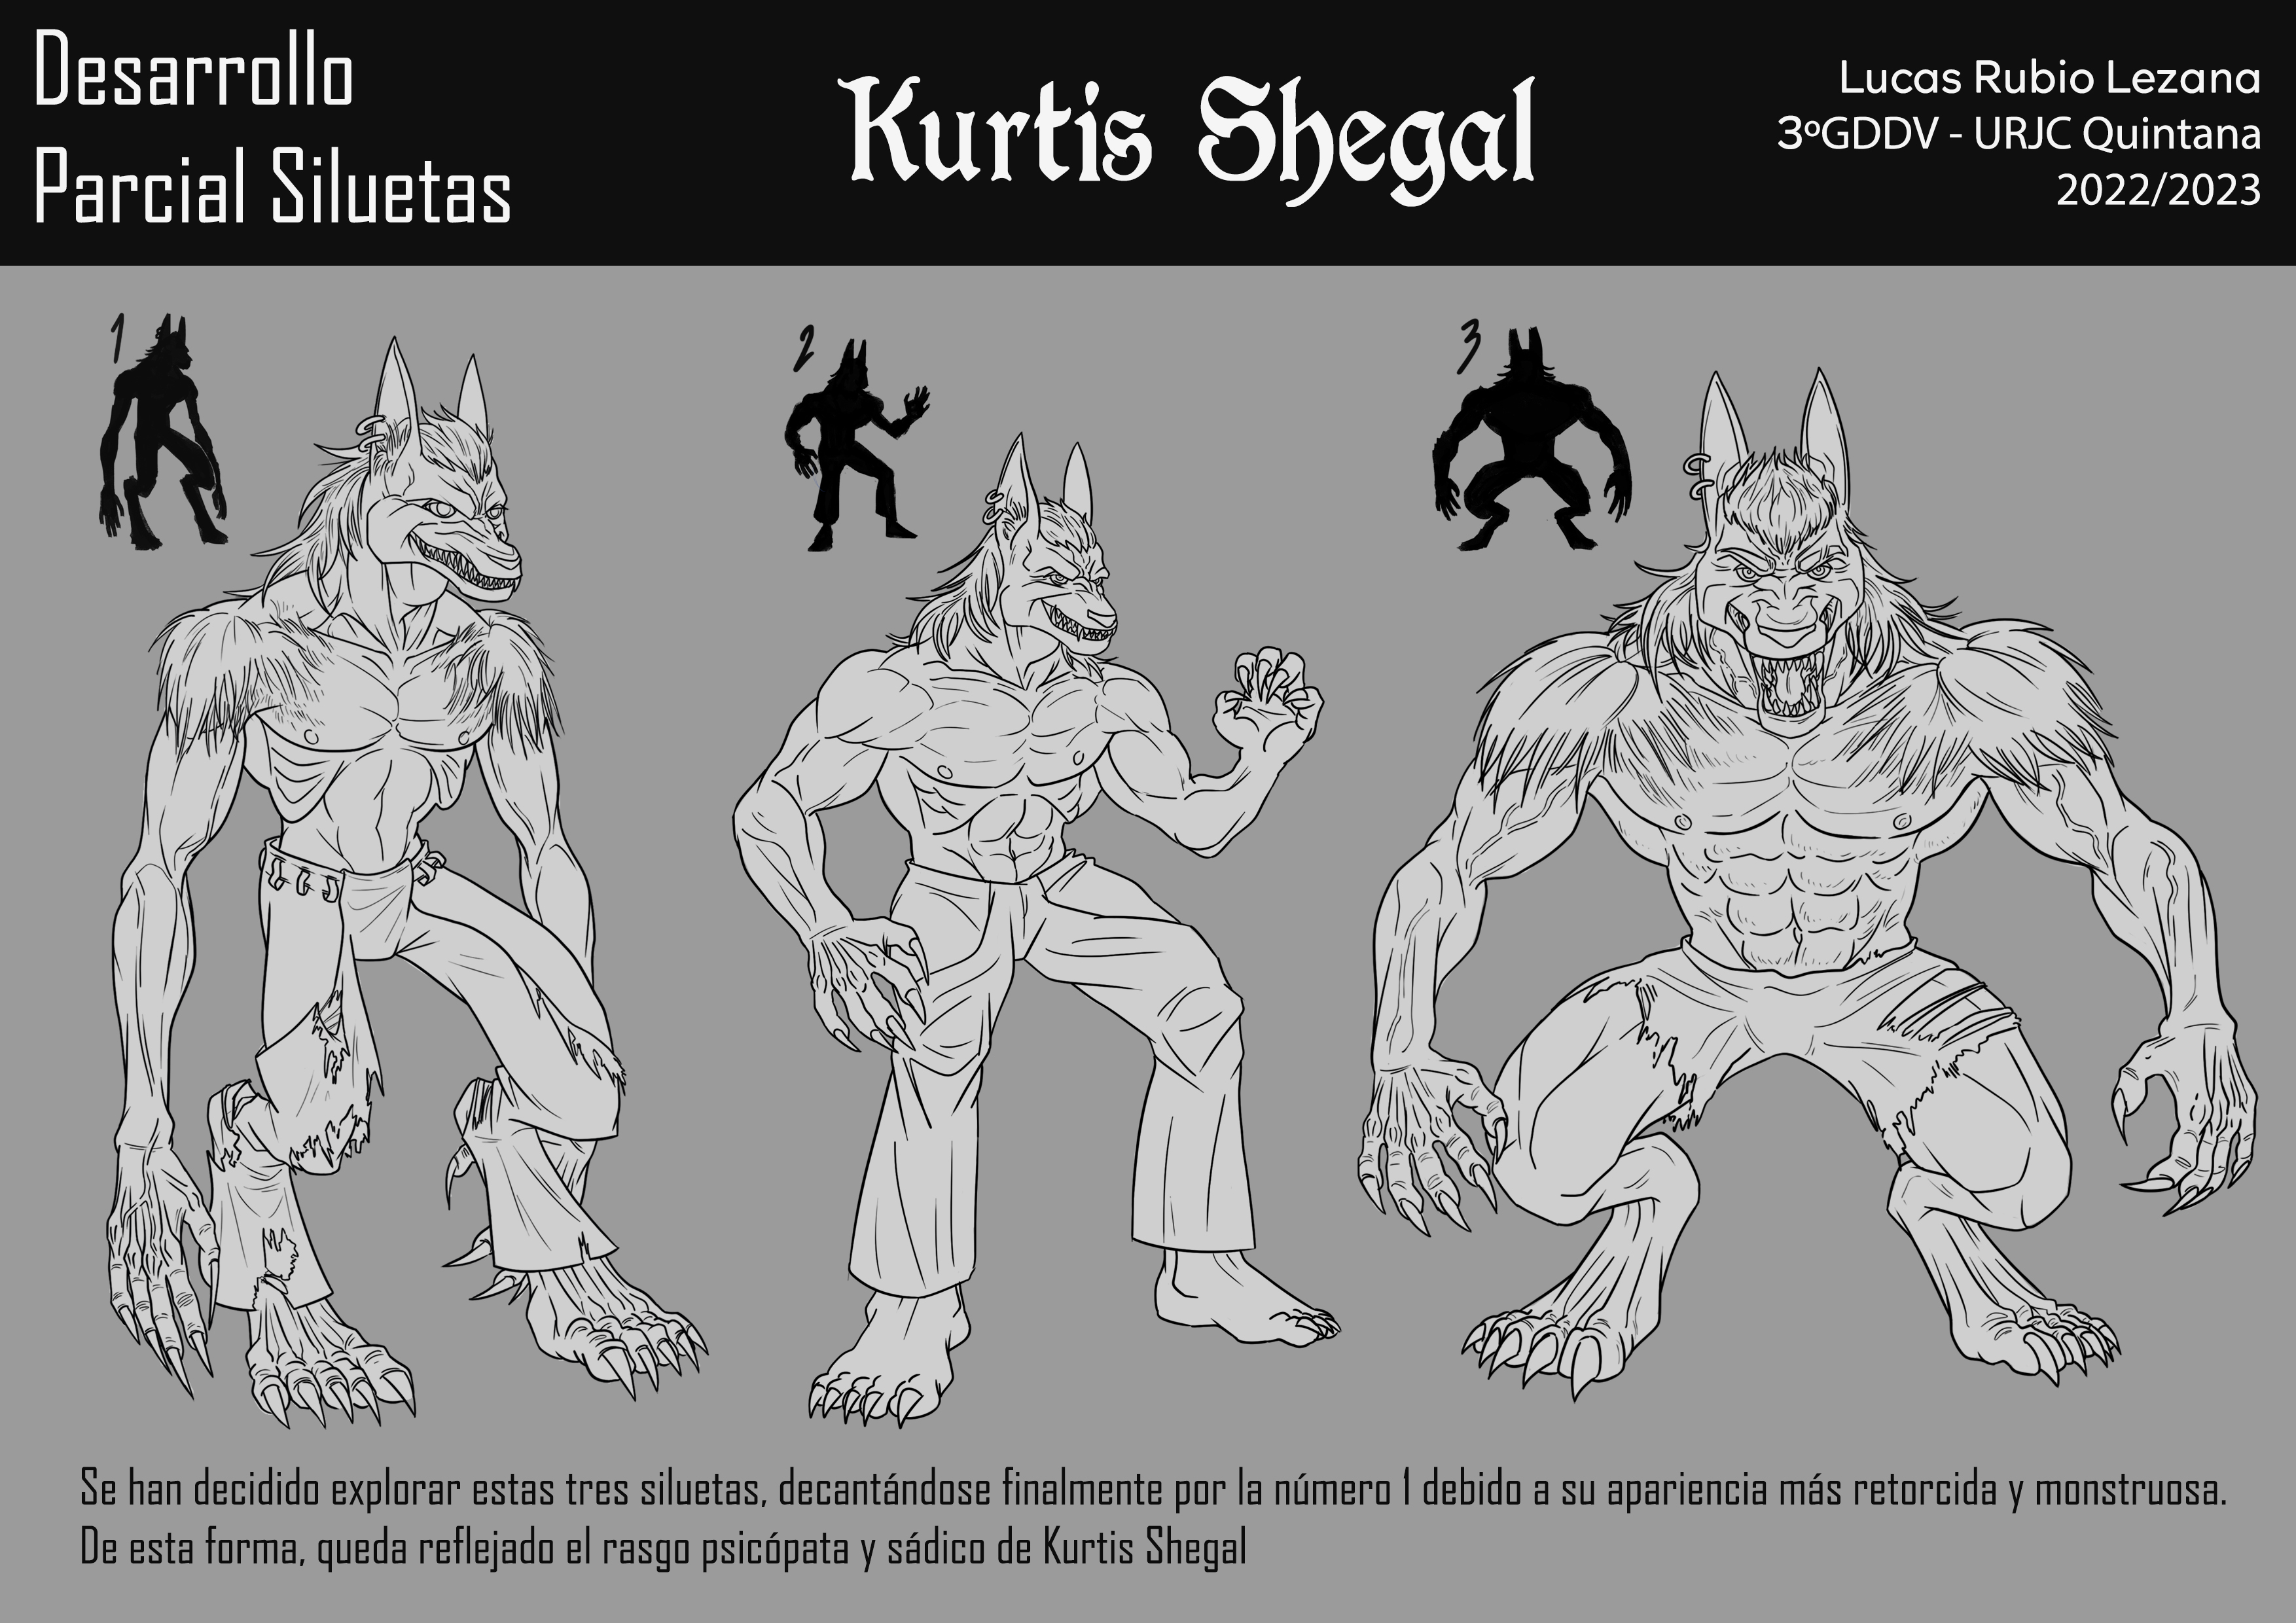 Desarrollo
Parcial Siluetas
Kurtis Shegal
Lucas Rubio Lezana
3ºGDDV - URJC Quintana
2022/2023
1
2
3
Se han decidido explorar estas tres siluetas, decantándose finalmente por la número 1 debido a su apariencia más retorcida y monstruosa.
De esta forma, queda reflejado el rasgo psicópata y sádico de Kurtis Shegal